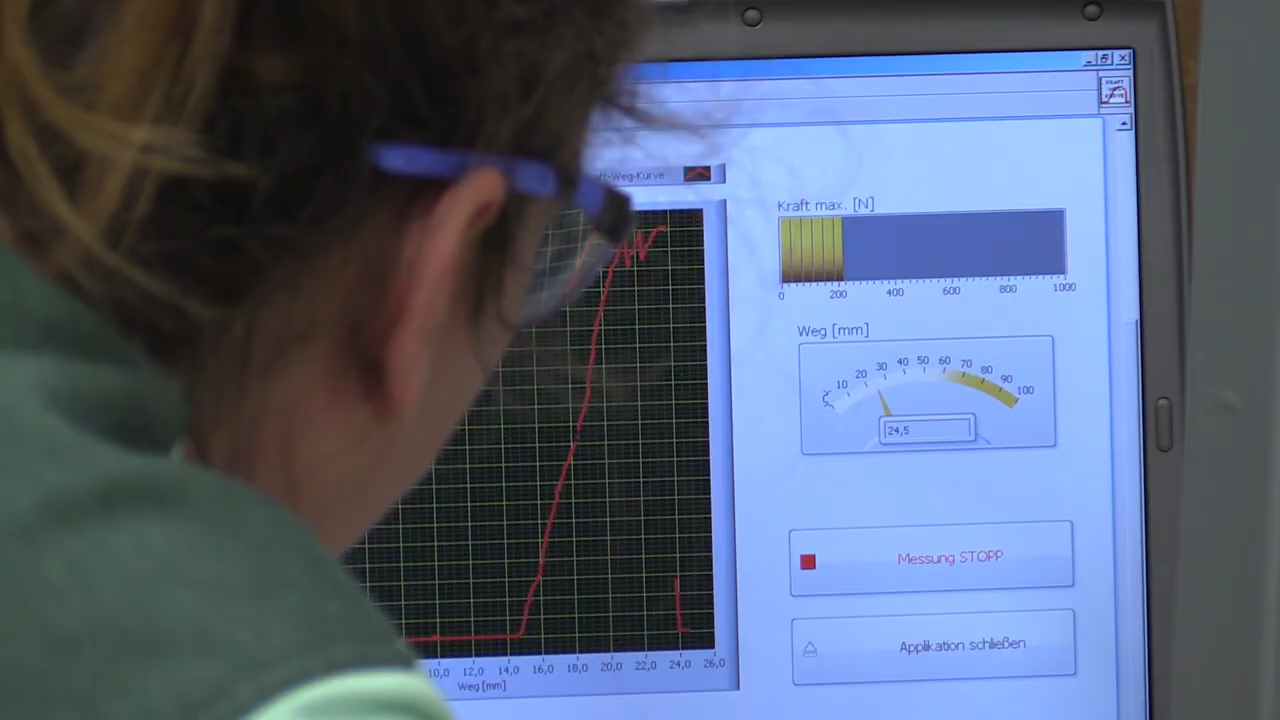 KRAFT
ft-Weg-Kurve
Kraft max. [N]
0 200 400 600 800 1000
Weg [mm]
10 20 30 40 50 60 70 80 90 100
24,5
Messung STOPP
Applikation schließen
10,0 12,0 14,0 16,0 18,0 20,0 22,0 24,0 26,0
Weg [mm]